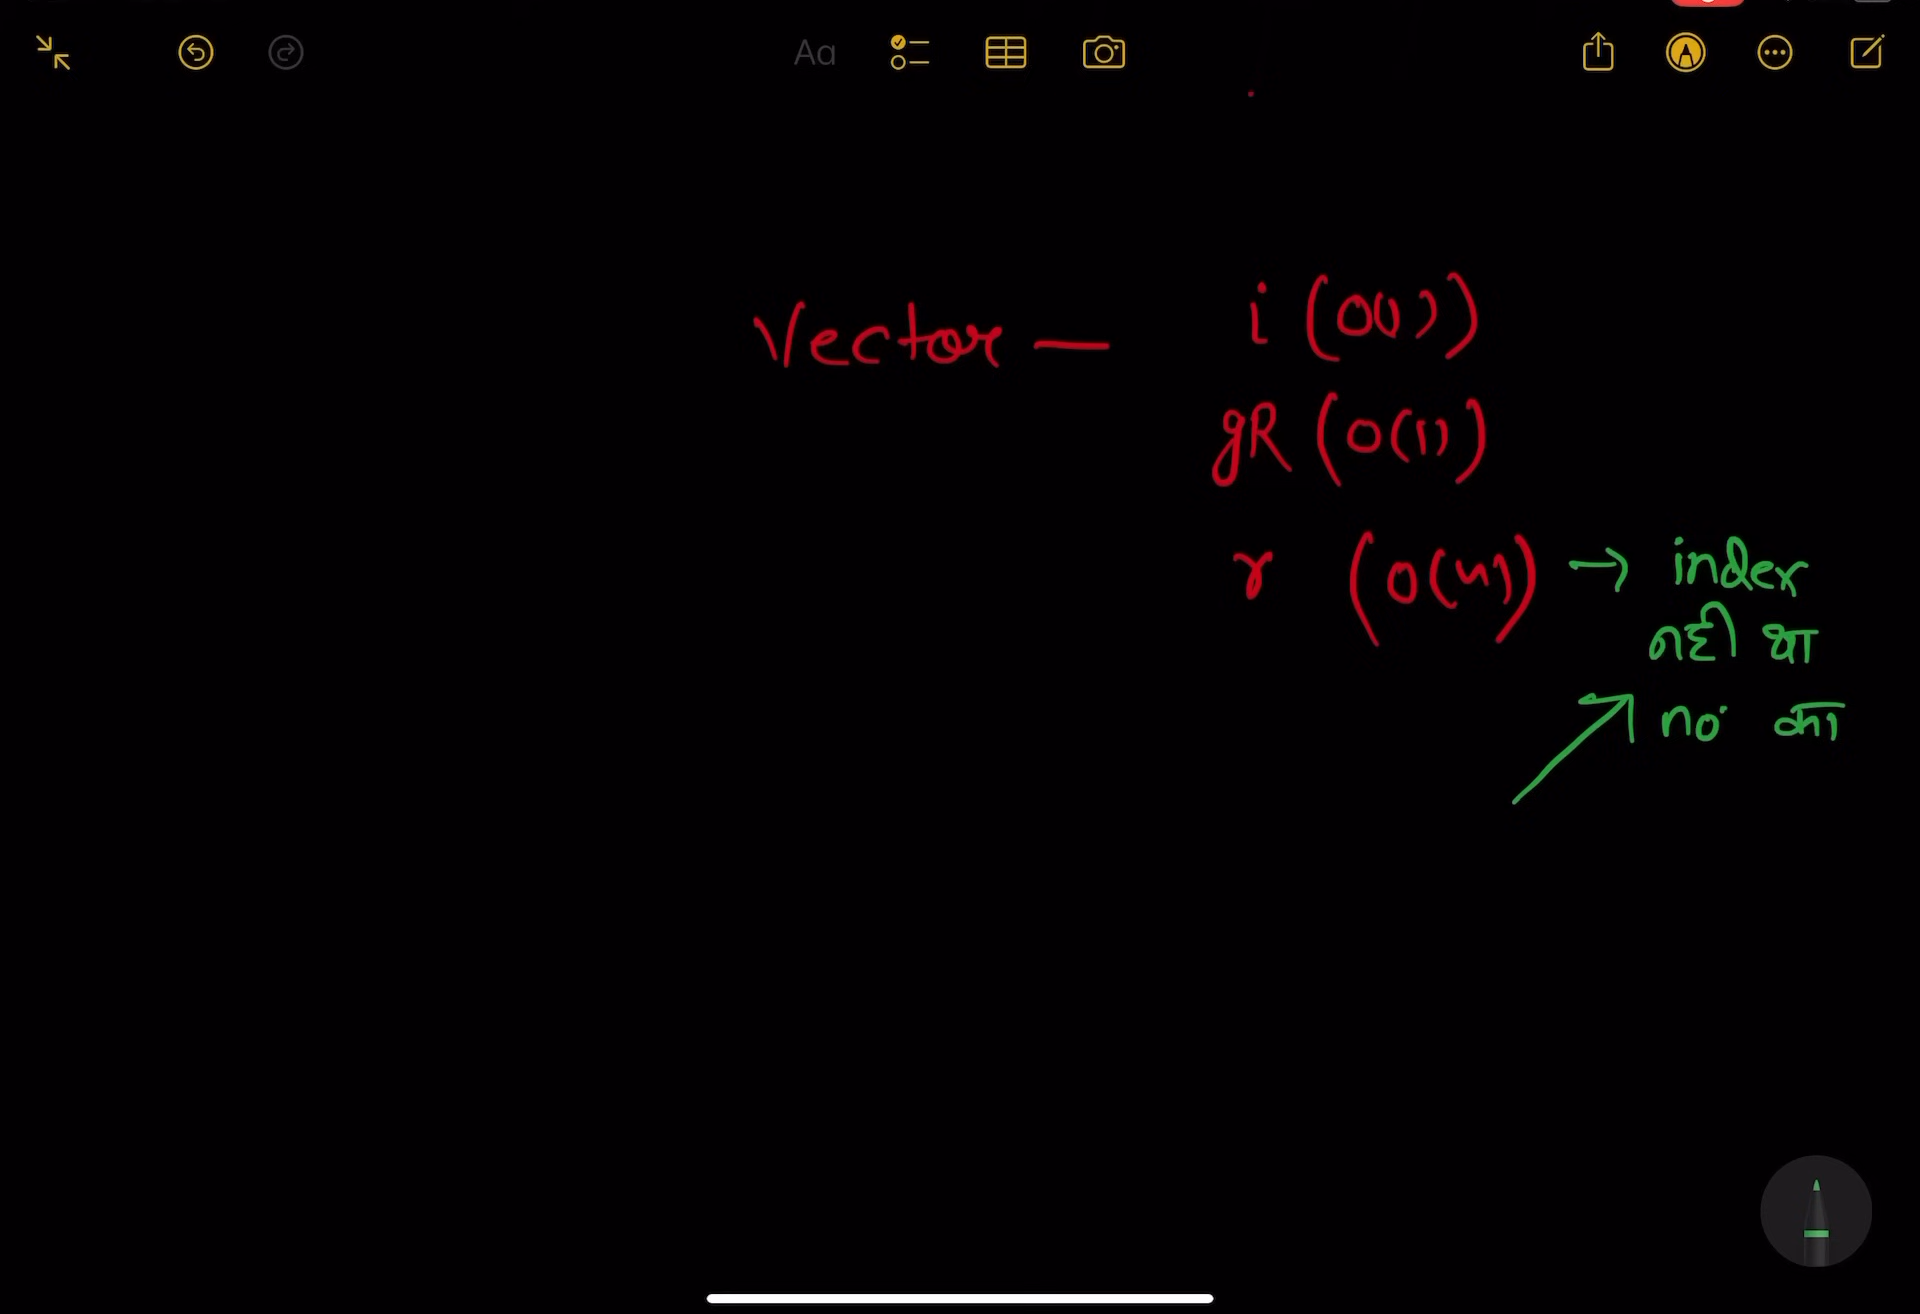 Aa
Vector — i (O(1))
gR (O(1))
r (O(n)) → index
नही था
no का